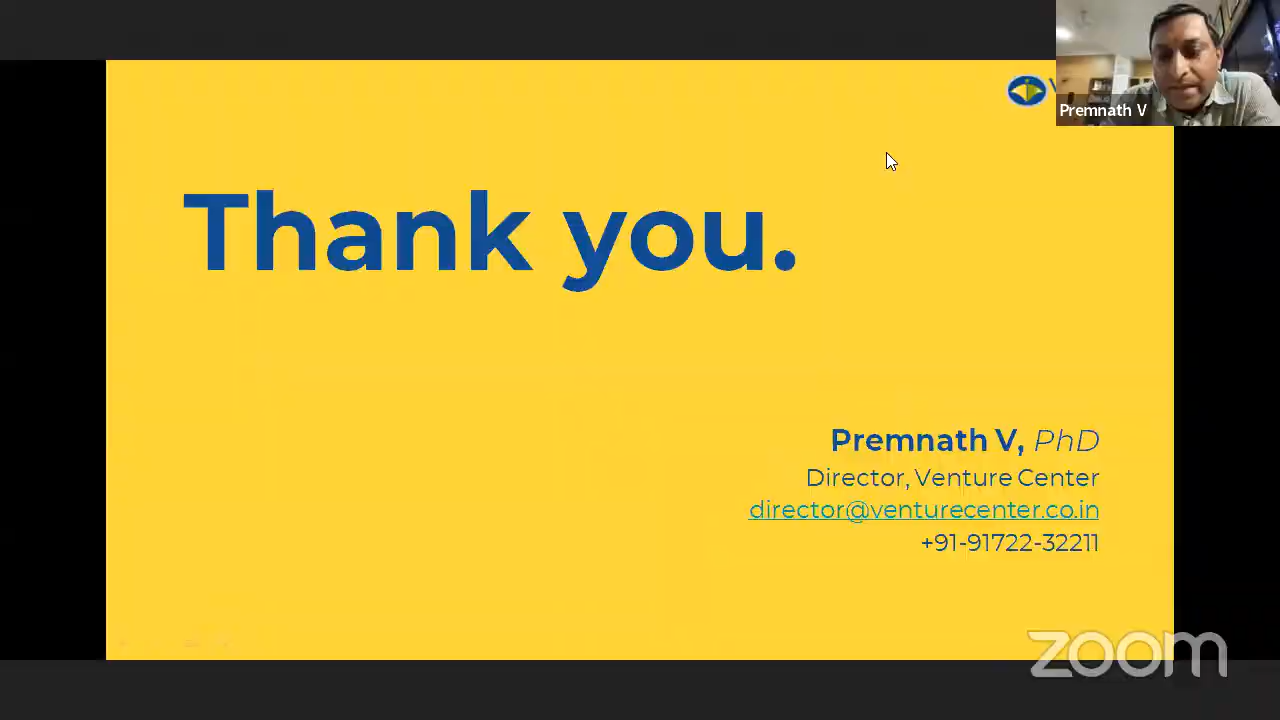 Premnath V
Thank you.
Premnath V, PhD
Director, Venture Center
director@venturecenter.co.in
+91-91722-32211
zoom